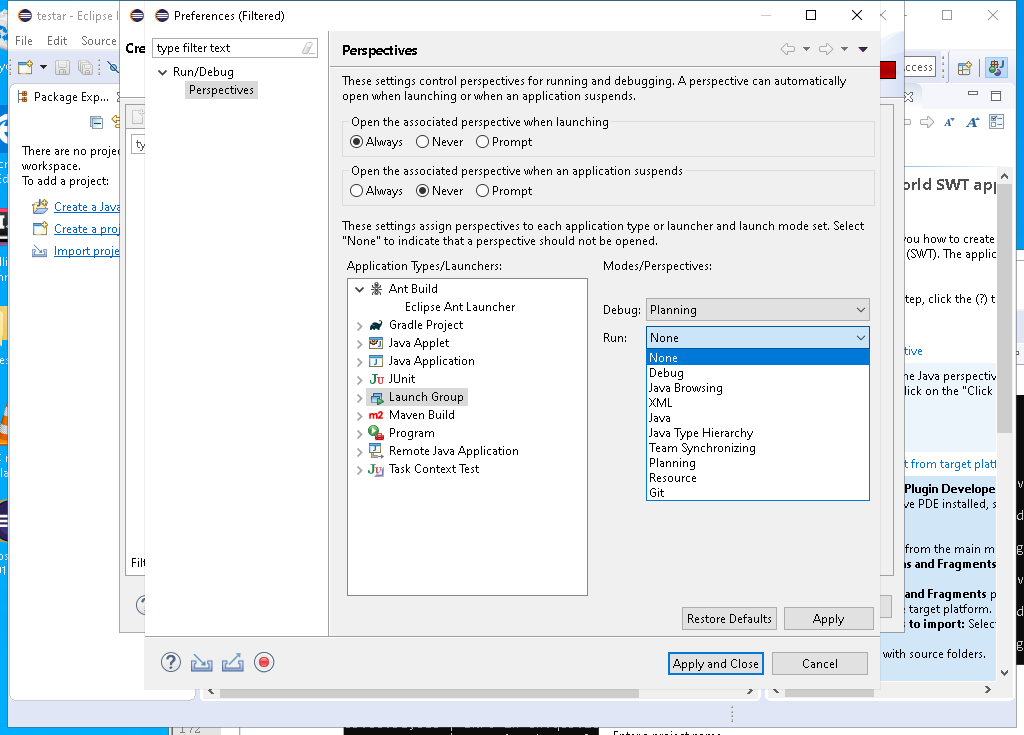 testar - Eclipse I
Preferences (Filtered)
File Edit Source
Cre
type filter text
Perspectives
Run/Debug
Perspectives
These settings control perspectives for running and debugging. A perspective can automatically
open when launching or when an application suspends.
Package Exp...
Open the associated perspective when launching
Always Never Prompt
ty
There are no projec
workspace.
To add a project:
Open the associated perspective when an application suspends
Always Never Prompt
Create a Java
Create a proj
Import proje
These settings assign perspectives to each application type or launcher and launch mode set. Select
"None" to indicate that a perspective should not be opened.
Application Types/Launchers:
Modes/Perspectives:
Ant Build
Eclipse Ant Launcher
Gradle Project
Java Applet
Java Application
JUnit
Launch Group
Maven Build
Program
Remote Java Application
Task Context Test
Debug: Planning
Run: None
None
Debug
Java Browsing
XML
Java
Java Type Hierarchy
Team Synchronizing
Planning
Resource
Git
Filt
Restore Defaults
Apply
Apply and Close
Cancel
ccess
orld SWT app
you how to create
(SWT). The applic
tep, click the (?) t
tive
he Java perspectiv
lick on the "Click
t from target platf
Plugin Develope
ve PDE installed, s
from the main m
ns and Fragments
and Fragments p
e target platform.
s to import: Selec
with source folders.
172
Enter a project name